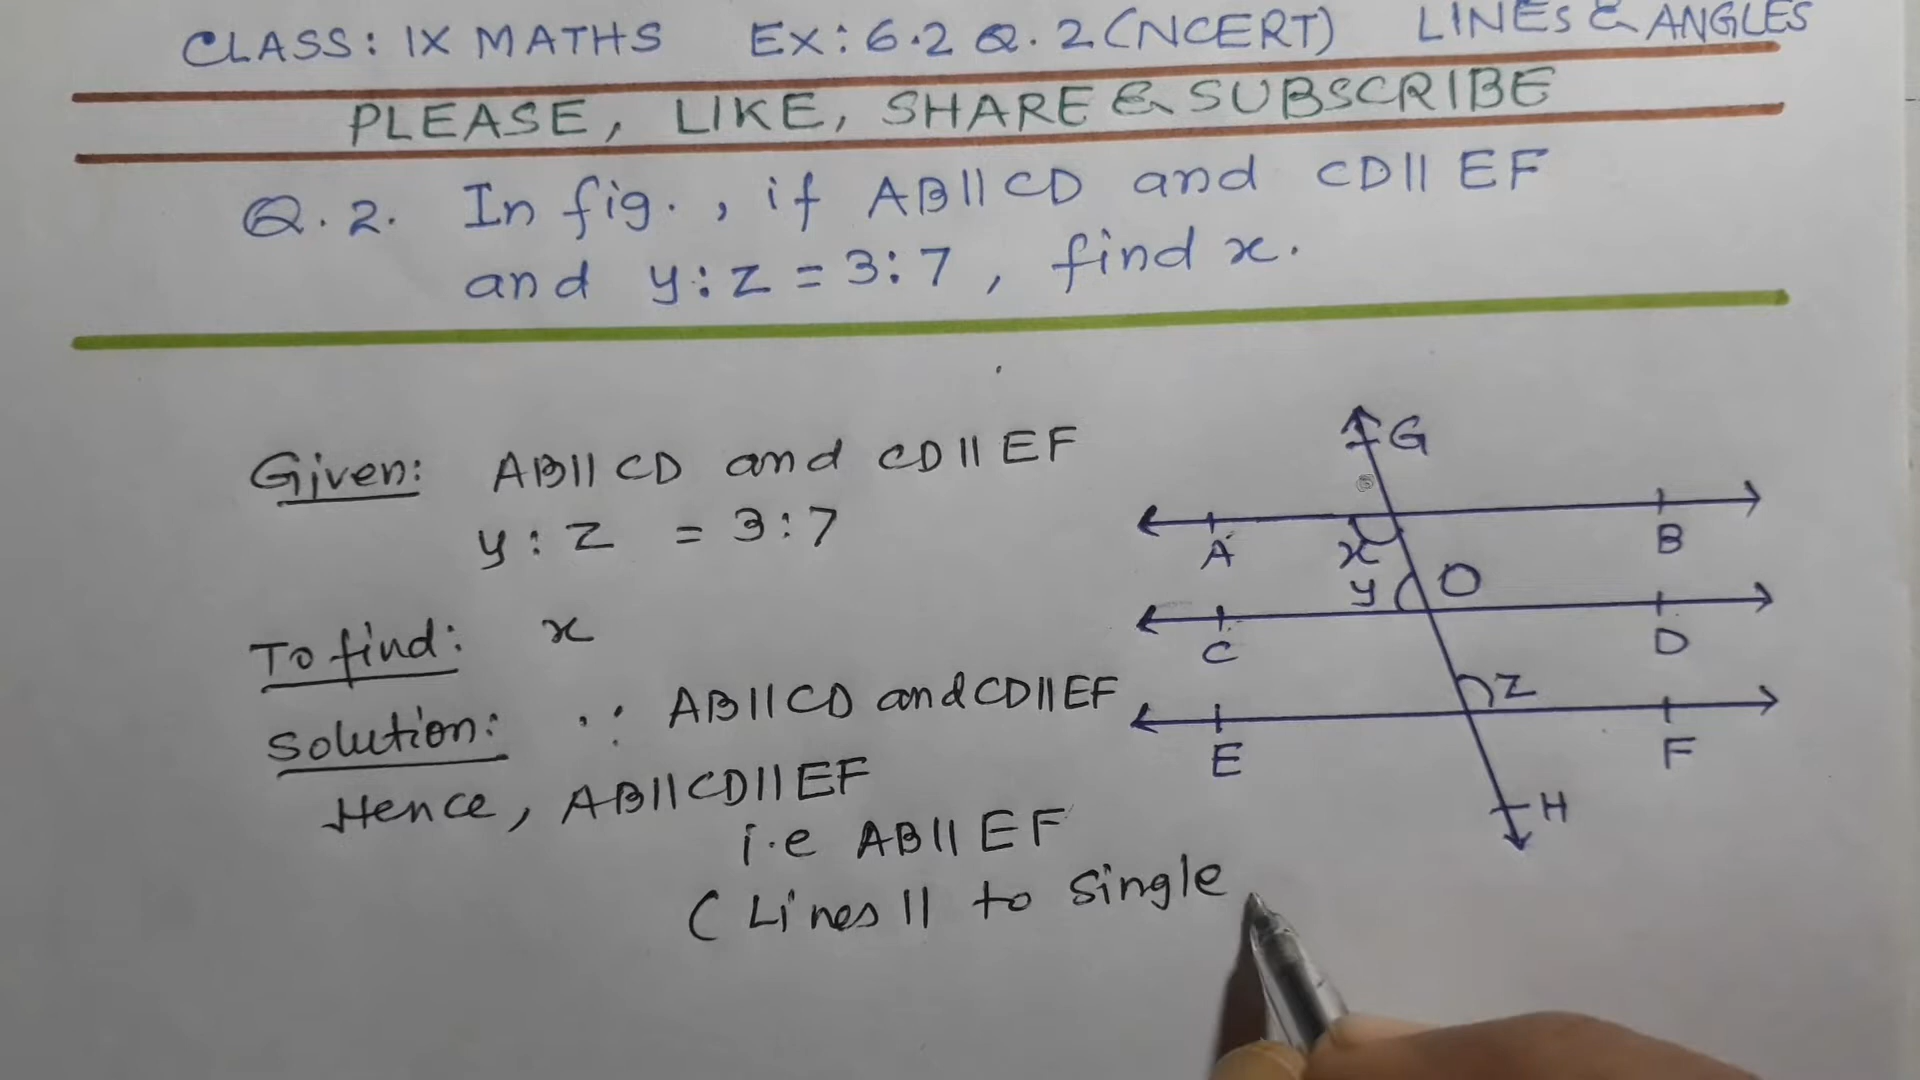 CLASS: IX MATHS EX: 6.2 Q.2 (NCERT) LINES & ANGLES
PLEASE, LIKE, SHARE & SUBSCRIBE
Q.2. In fig., if AB||CD and CD||EF
and y:z = 3:7, find x.
Given: AB||CD and CD||EF
y:z = 3:7
To find: x
Solution: ∵ AB||CD and CD||EF
Hence, AB||CD||EF
i.e AB||EF
(Lines || to single
G
A
x
B
y
O
C
D
z
E
F
H